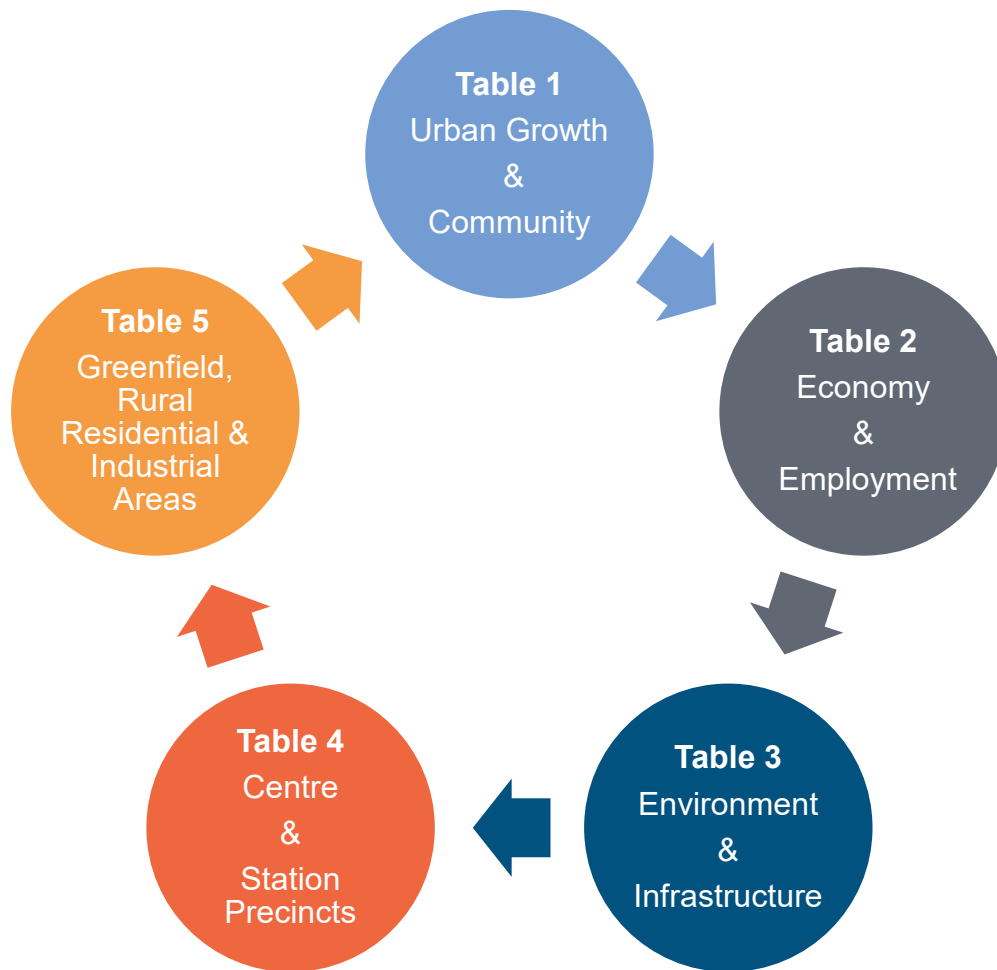 Table 1
Urban Growth
&
Community
Table 2
Economy
&
Employment
Table 3
Environment
&
Infrastructure
Table 4
Centre
&
Station
Precincts
Table 5
Greenfield,
Rural
Residential &
Industrial
Areas